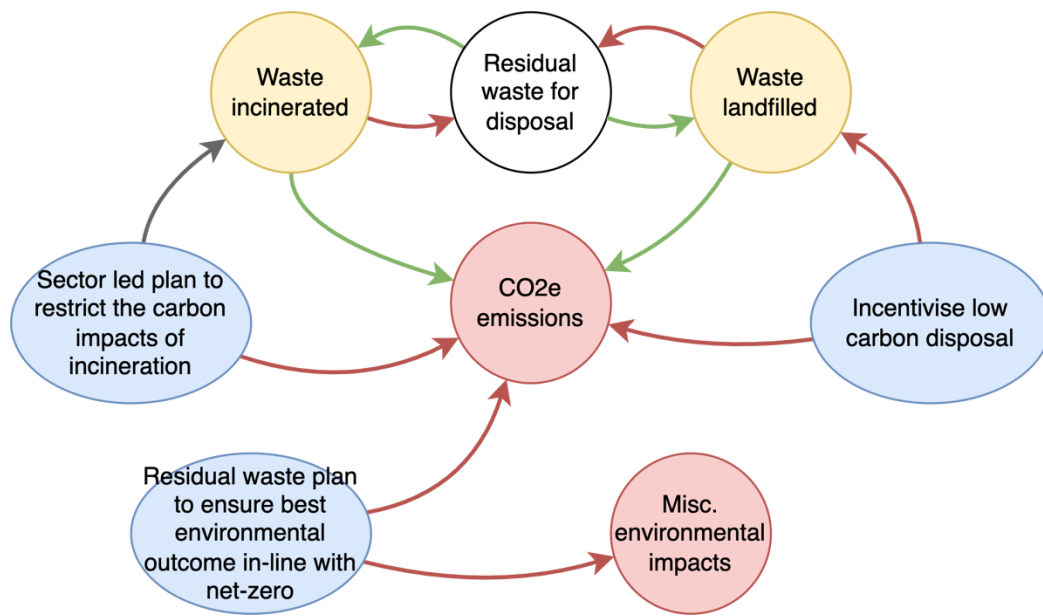 Waste
incinerated
Residual
waste for
disposal
Waste
landfilled
Sector led plan to
restrict the carbon
impacts of
incineration
CO2e
emissions
Incentivise low
carbon disposal
Residual waste plan
to ensure best
environmental
outcome in-line with
net-zero
Misc.
environmental
impacts